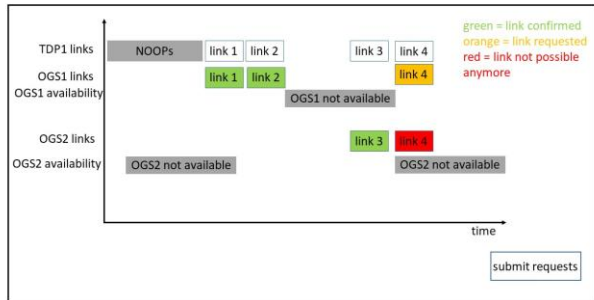 green = link confirmed
orange = link requested
red = link not possible
anymore
TDP1 links NOOPs link 1 link 2 link 3 link 4
OGS1 links link 1 link 2 link 4
OGS1 availability OGS1 not available
OGS2 links link 3 link 4
OGS2 availability OGS2 not available OGS2 not available
time
submit requests